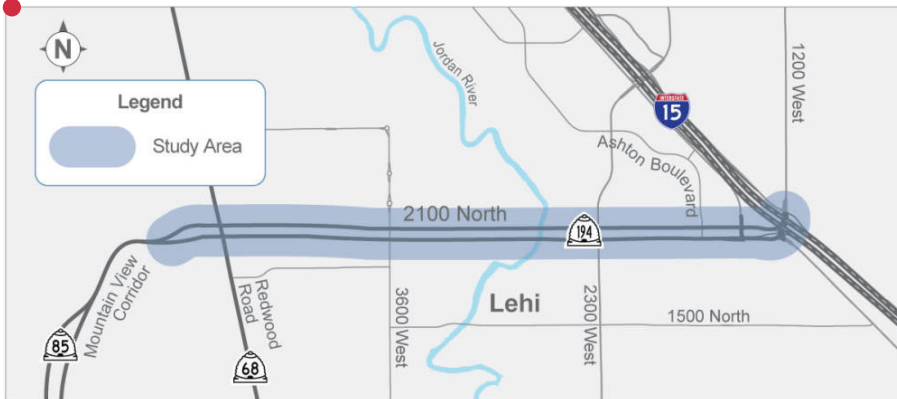 N
Legend
Study Area
Jordan River
1200 West
INTERSTATE
15
Ashton Boulevard
2100 North
194
Mountain View
Corridor
Redwood
Road
3600 West
Lehi
2300 West
1500 North
85
68